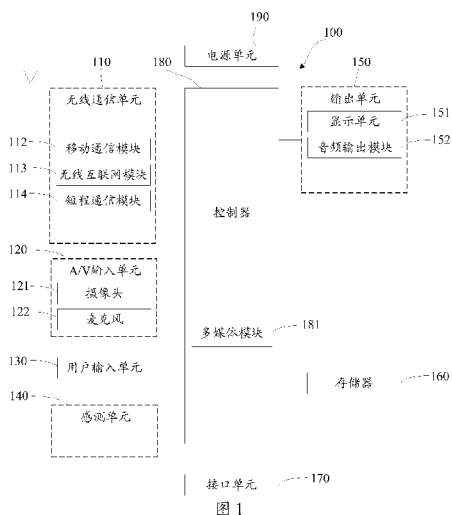 190
100
电源单元
110
180
150
无线通信单元
输出单元
151
显示单元
152
音频输出模块
112
移动通信模块
113
无线互联网模块
114
短程通信模块
控制器
120
A/V输入单元
121
摄像头
122
麦克风
多媒体模块
181
130
用户输入单元
存储器
160
140
感测单元
接口单元
170
图 1